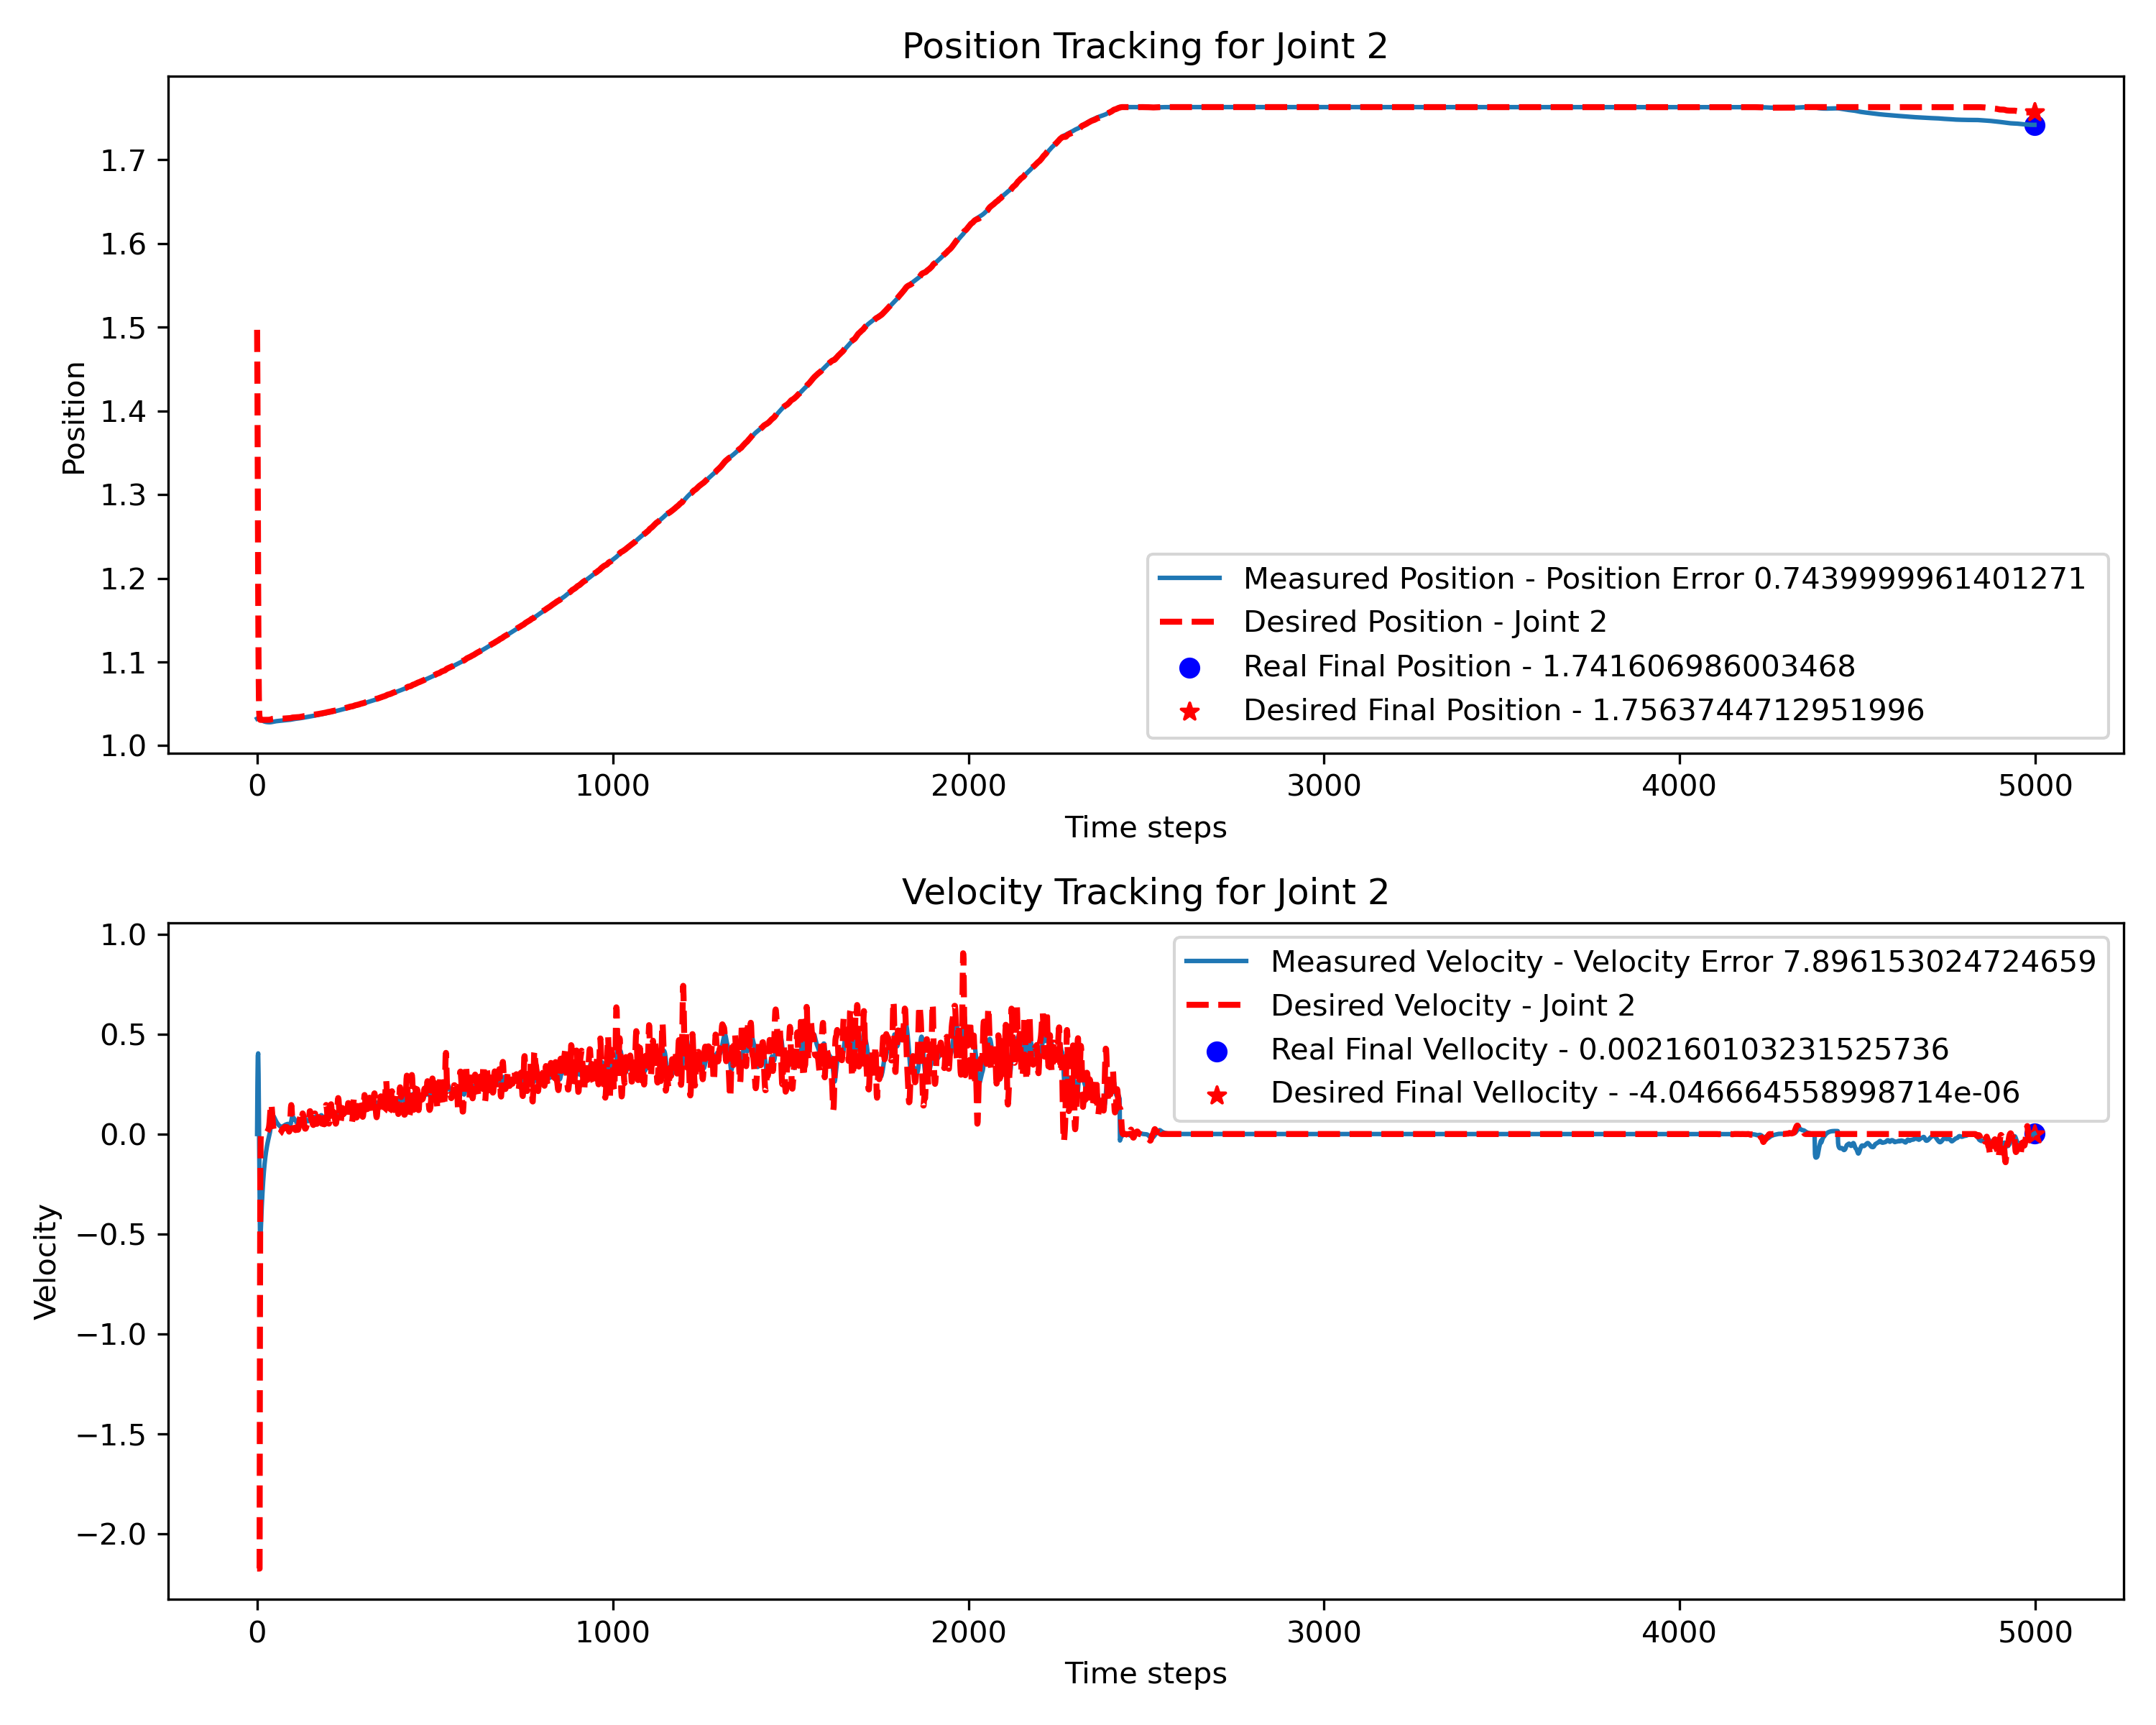 Position Tracking for Joint 2
Position
1.7
1.6
1.5
1.4
1.3
1.2
1.1
1.0
Measured Position - Position Error 0.7439999961401271
Desired Position - Joint 2
Real Final Position - 1.741606986003468
Desired Final Position - 1.7563744712951996
0 1000 2000 3000 4000 5000
Time steps
Velocity Tracking for Joint 2
Velocity
1.0
0.5
0.0
−0.5
−1.0
−1.5
−2.0
Measured Velocity - Velocity Error 7.896153024724659
Desired Velocity - Joint 2
Real Final Vellocity - 0.002160103231525736
Desired Final Vellocity - -4.046664558998714e-06
0 1000 2000 3000 4000 5000
Time steps